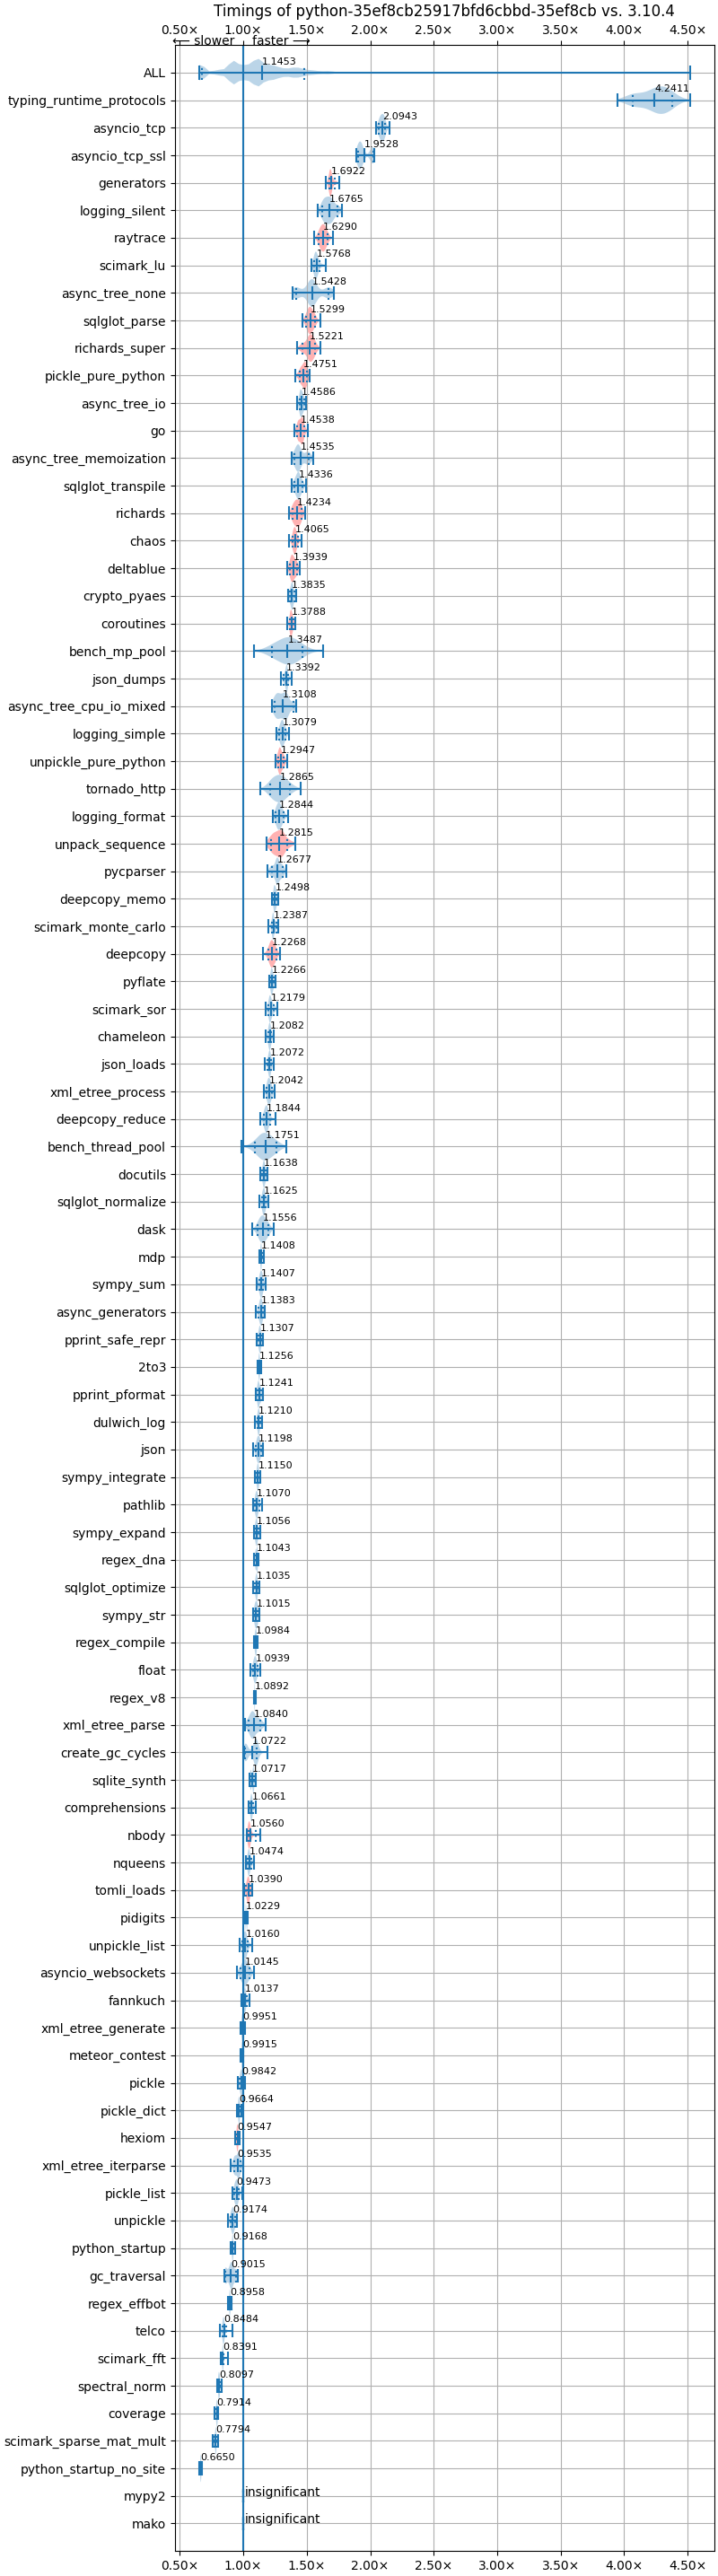 Timings of python-35ef8cb25917bfd6cbbd-35ef8cb vs. 3.10.4
0.50× 1.00× 1.50× 2.00× 2.50× 3.00× 3.50× 4.00× 4.50×
⟵ slower faster ⟶
ALL 1.1453
typing_runtime_protocols 4.2411
asyncio_tcp 2.0943
asyncio_tcp_ssl 1.9528
generators 1.6922
logging_silent 1.6765
raytrace 1.6290
scimark_lu 1.5768
async_tree_none 1.5428
sqlglot_parse 1.5299
richards_super 1.5221
pickle_pure_python 1.4751
async_tree_io 1.4586
go 1.4538
async_tree_memoization 1.4535
sqlglot_transpile 1.4336
richards 1.4234
chaos 1.4065
deltablue 1.3939
crypto_pyaes 1.3835
coroutines 1.3788
bench_mp_pool 1.3487
json_dumps 1.3392
async_tree_cpu_io_mixed 1.3108
logging_simple 1.3079
unpickle_pure_python 1.2947
tornado_http 1.2865
logging_format 1.2844
unpack_sequence 1.2815
pycparser 1.2677
deepcopy_memo 1.2498
scimark_monte_carlo 1.2387
deepcopy 1.2268
pyflate 1.2266
scimark_sor 1.2179
chameleon 1.2082
json_loads 1.2072
xml_etree_process 1.2042
deepcopy_reduce 1.1844
bench_thread_pool 1.1751
docutils 1.1638
sqlglot_normalize 1.1625
dask 1.1556
mdp 1.1408
sympy_sum 1.1407
async_generators 1.1383
pprint_safe_repr 1.1307
2to3 1.1256
pprint_pformat 1.1241
dulwich_log 1.1210
json 1.1198
sympy_integrate 1.1150
pathlib 1.1070
sympy_expand 1.1056
regex_dna 1.1043
sqlglot_optimize 1.1035
sympy_str 1.1015
regex_compile 1.0984
float 1.0939
regex_v8 1.0892
xml_etree_parse 1.0840
create_gc_cycles 1.0722
sqlite_synth 1.0717
comprehensions 1.0661
nbody 1.0560
nqueens 1.0474
tomli_loads 1.0390
pidigits 1.0229
unpickle_list 1.0160
asyncio_websockets 1.0145
fannkuch 1.0137
xml_etree_generate 0.9951
meteor_contest 0.9915
pickle 0.9842
pickle_dict 0.9664
hexiom 0.9547
xml_etree_iterparse 0.9535
pickle_list 0.9473
unpickle 0.9174
python_startup 0.9168
gc_traversal 0.9015
regex_effbot 0.8958
telco 0.8484
scimark_fft 0.8391
spectral_norm 0.8097
coverage 0.7914
scimark_sparse_mat_mult 0.7794
python_startup_no_site 0.6650
mypy2 insignificant
mako insignificant
0.50× 1.00× 1.50× 2.00× 2.50× 3.00× 3.50× 4.00× 4.50×